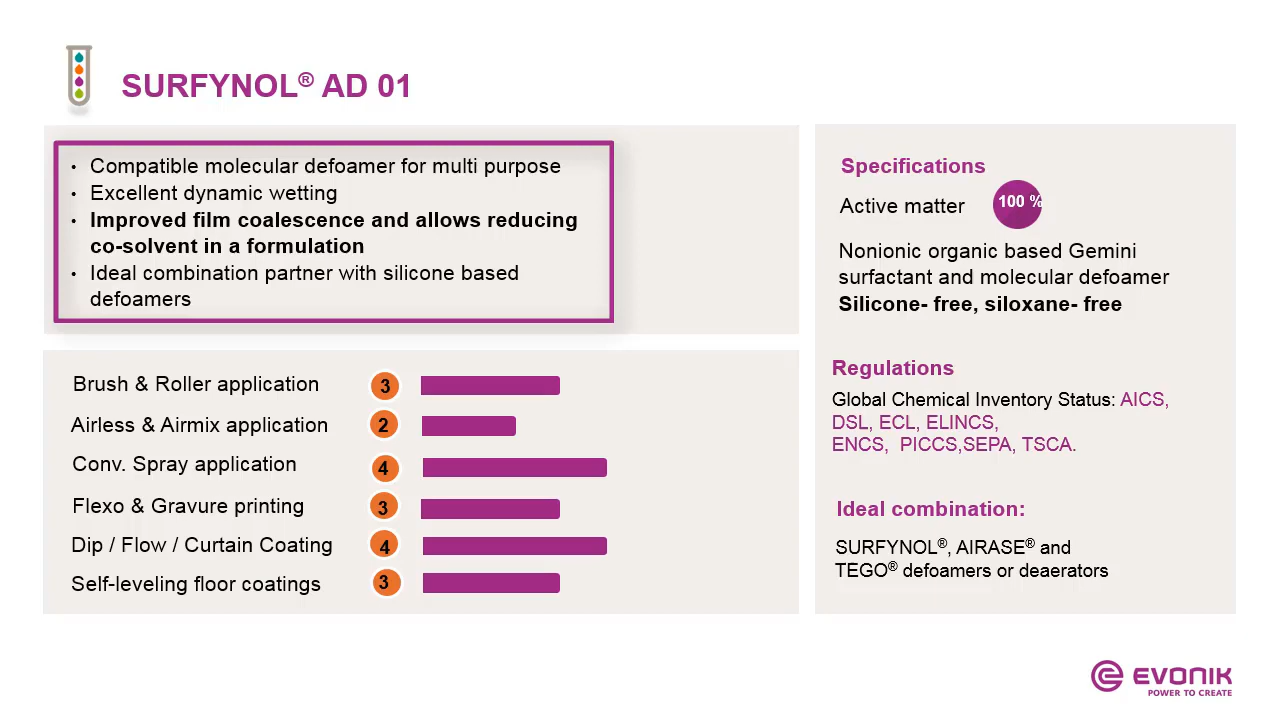 SURFYNOL® AD 01
• Compatible molecular defoamer for multi purpose
• Excellent dynamic wetting
• Improved film coalescence and allows reducing
co-solvent in a formulation
• Ideal combination partner with silicone based
defoamers
Brush & Roller application 3
Airless & Airmix application 2
Conv. Spray application 4
Flexo & Gravure printing 3
Dip / Flow / Curtain Coating 4
Self-leveling floor coatings 3
Specifications
Active matter 100 %
Nonionic organic based Gemini
surfactant and molecular defoamer
Silicone- free, siloxane- free
Regulations
Global Chemical Inventory Status: AICS,
DSL, ECL, ELINCS,
ENCS, PICCS,SEPA, TSCA.
Ideal combination:
SURFYNOL®, AIRASE® and
TEGO® defoamers or deaerators
EVONIK
POWER TO CREATE